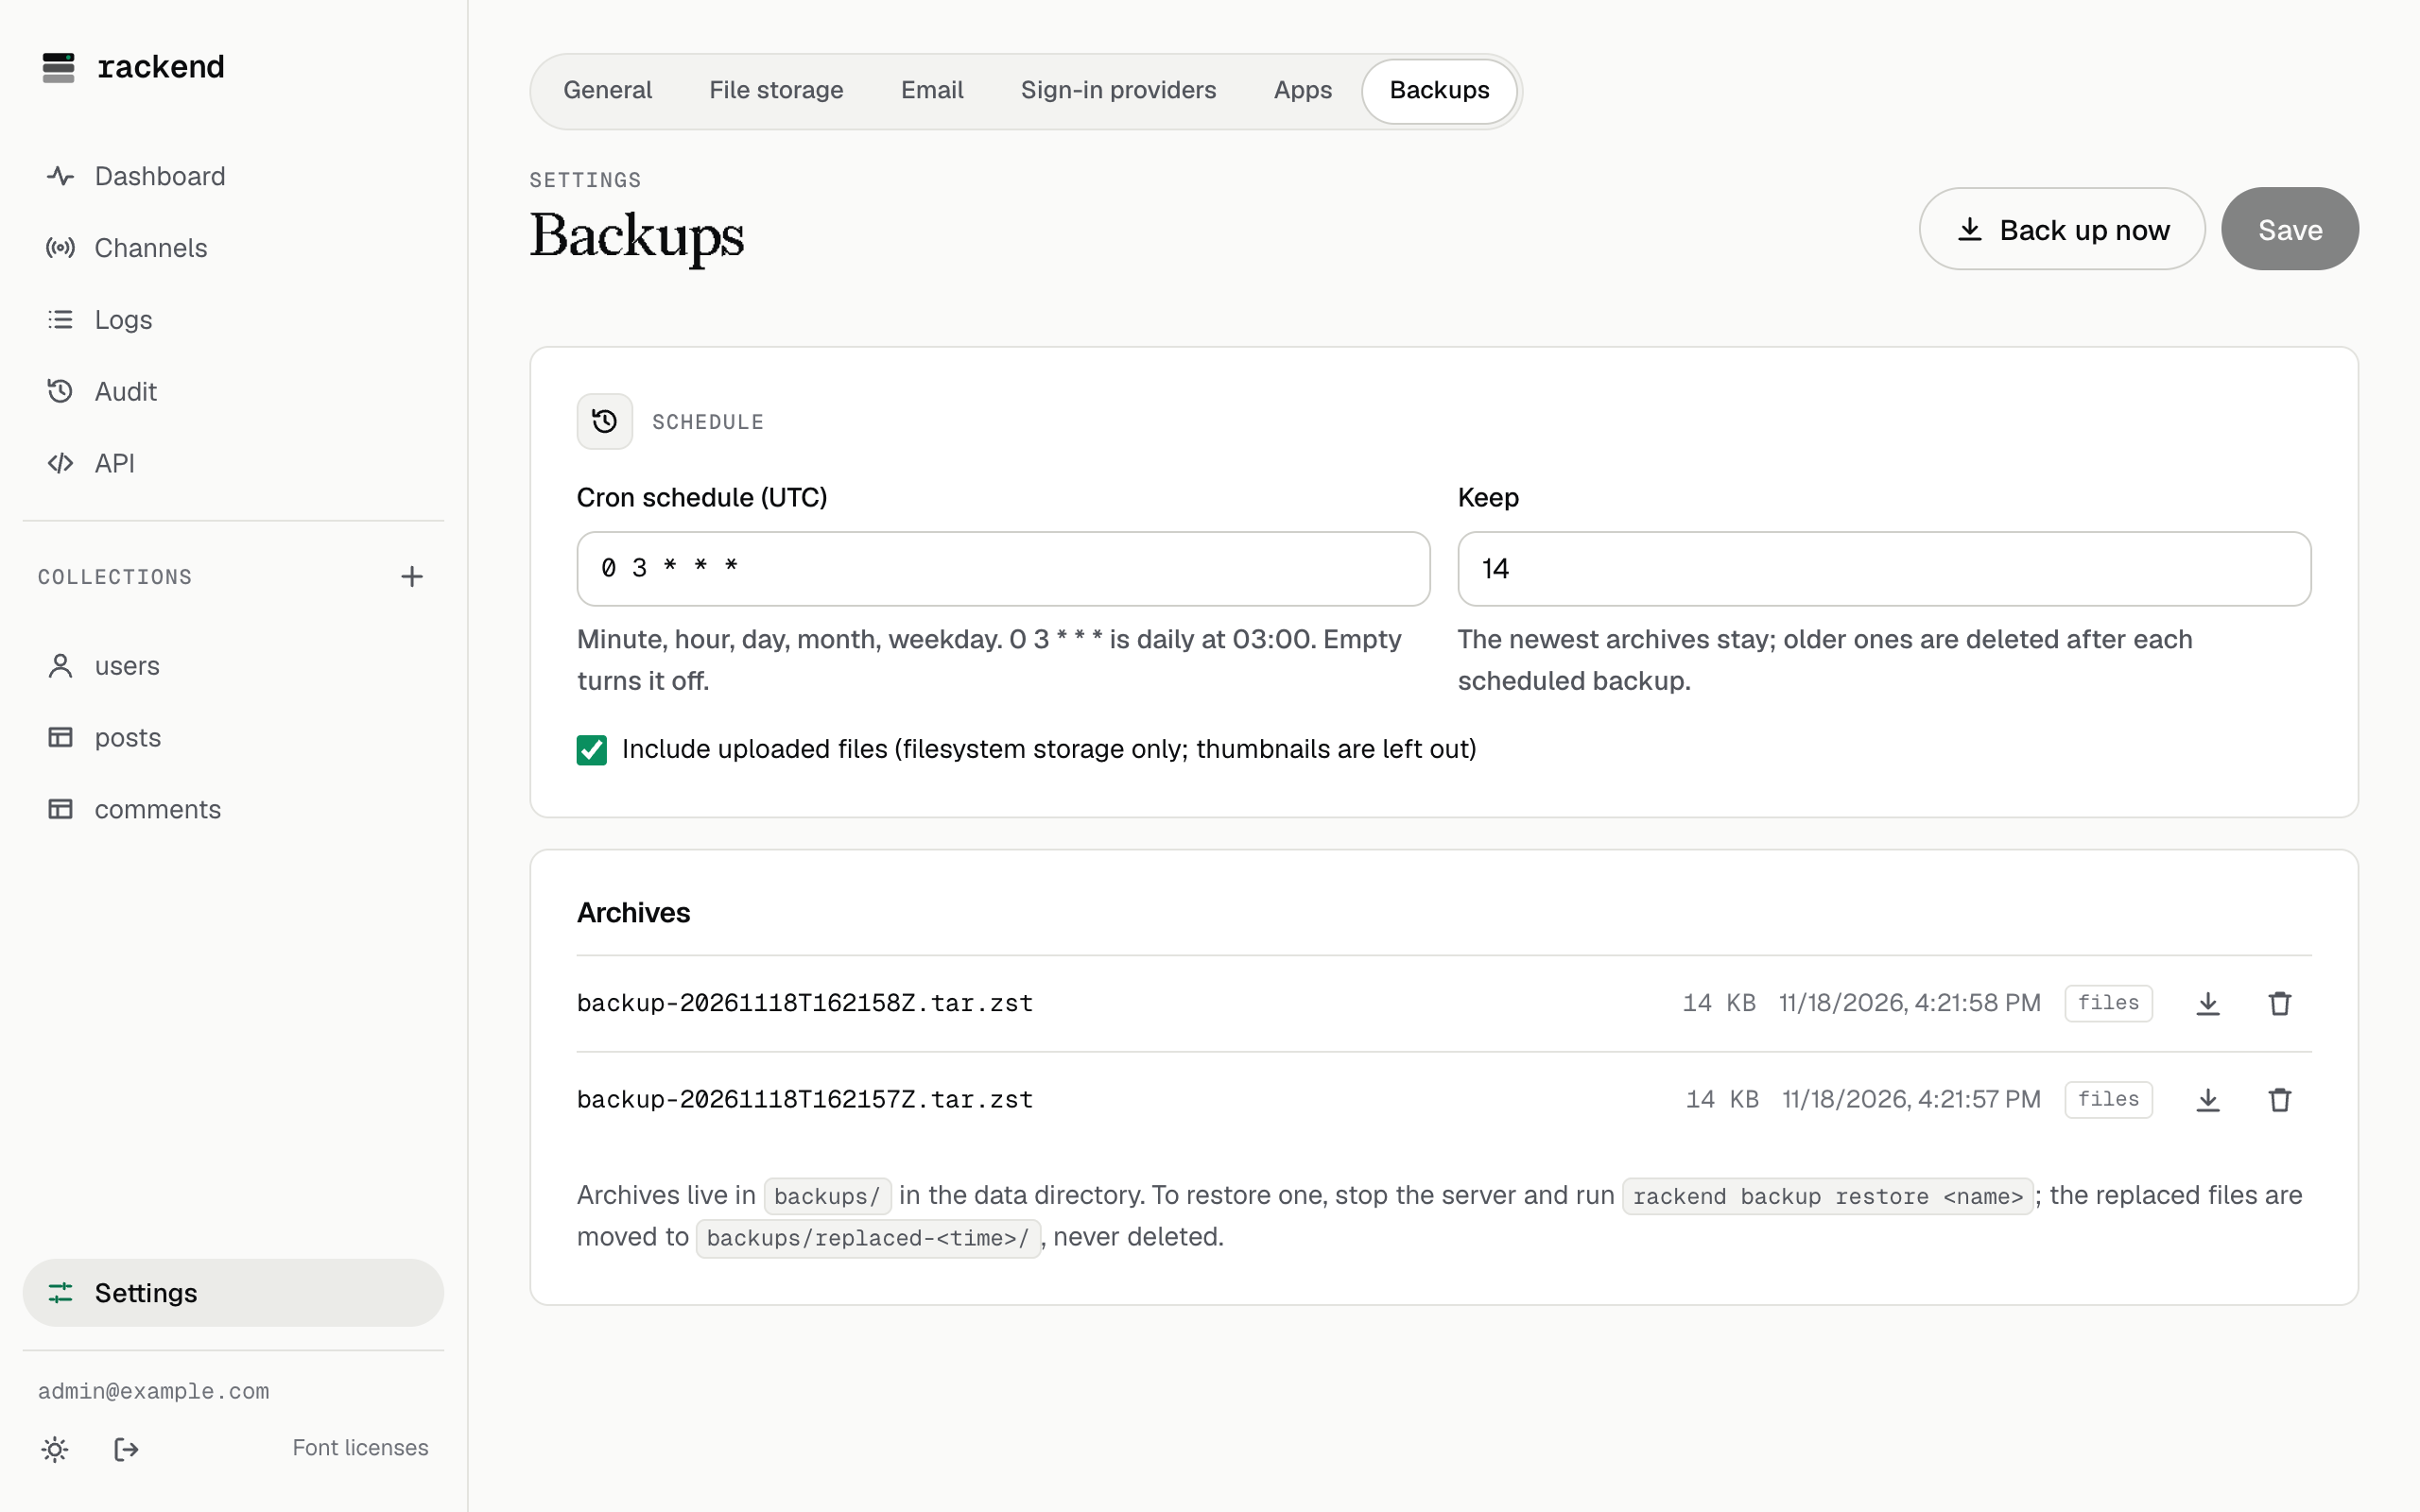 rackend
Dashboard
Channels
Logs
Audit
API
COLLECTIONS
users
posts
comments
Settings
admin@example.com
Font licenses
General File storage Email Sign-in providers Apps Backups
SETTINGS
Backups
Back up now Save
SCHEDULE
Cron schedule (UTC)
0 3 * * *
Minute, hour, day, month, weekday. 0 3 * * * is daily at 03:00. Empty
turns it off.
Keep
14
The newest archives stay; older ones are deleted after each
scheduled backup.
Include uploaded files (filesystem storage only; thumbnails are left out)
Archives
backup-20261118T162158Z.tar.zst 14 KB 11/18/2026, 4:21:58 PM files
backup-20261118T162157Z.tar.zst 14 KB 11/18/2026, 4:21:57 PM files
Archives live in backups/ in the data directory. To restore one, stop the server and run rackend backup restore <name>; the replaced files are
moved to backups/replaced-<time>/, never deleted.